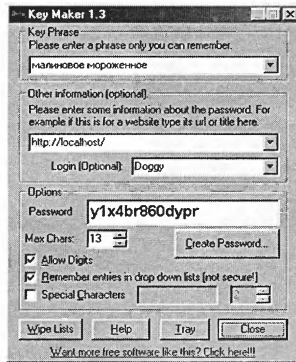 Key Maker 1.3
Key Phrase
Please enter a phrase only you can remember.
малиновое мороженное
Other information (optional).
Please enter some information about the password. For
example if this is for a website type its url or title here.
http://localhost/
Login (Optional): Doggy
Options
Password y1x4br860dypr
Max Chars: 13 Create Password...
Allow Digits
Remember entries in drop down lists (not secure!)
Special Characters
Wipe Lists Help Tray Close
Want more free software like this? Click here!!